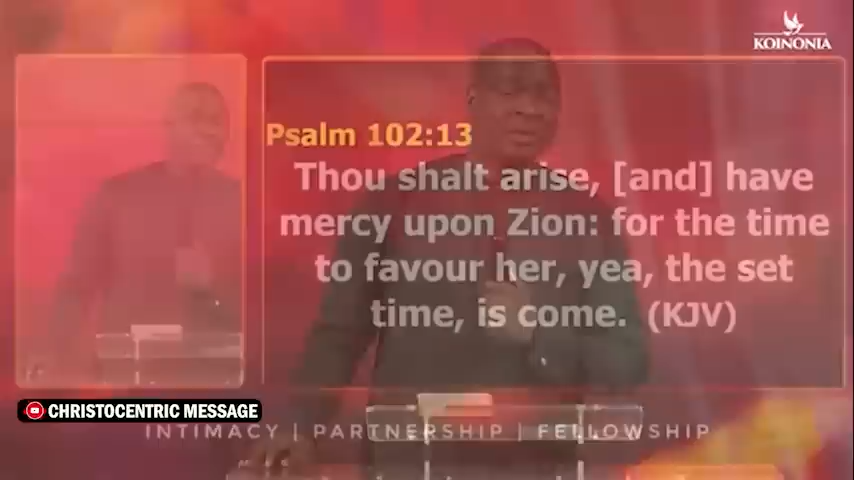 KOINONIA
Psalm 102:13
Thou shalt arise, [and] have
mercy upon Zion: for the time
to favour her, yea, the set
time, is come. (KJV)
CHRISTOCENTRIC MESSAGE
INTIMACY | PARTNERSHIP | FELLOWSHIP